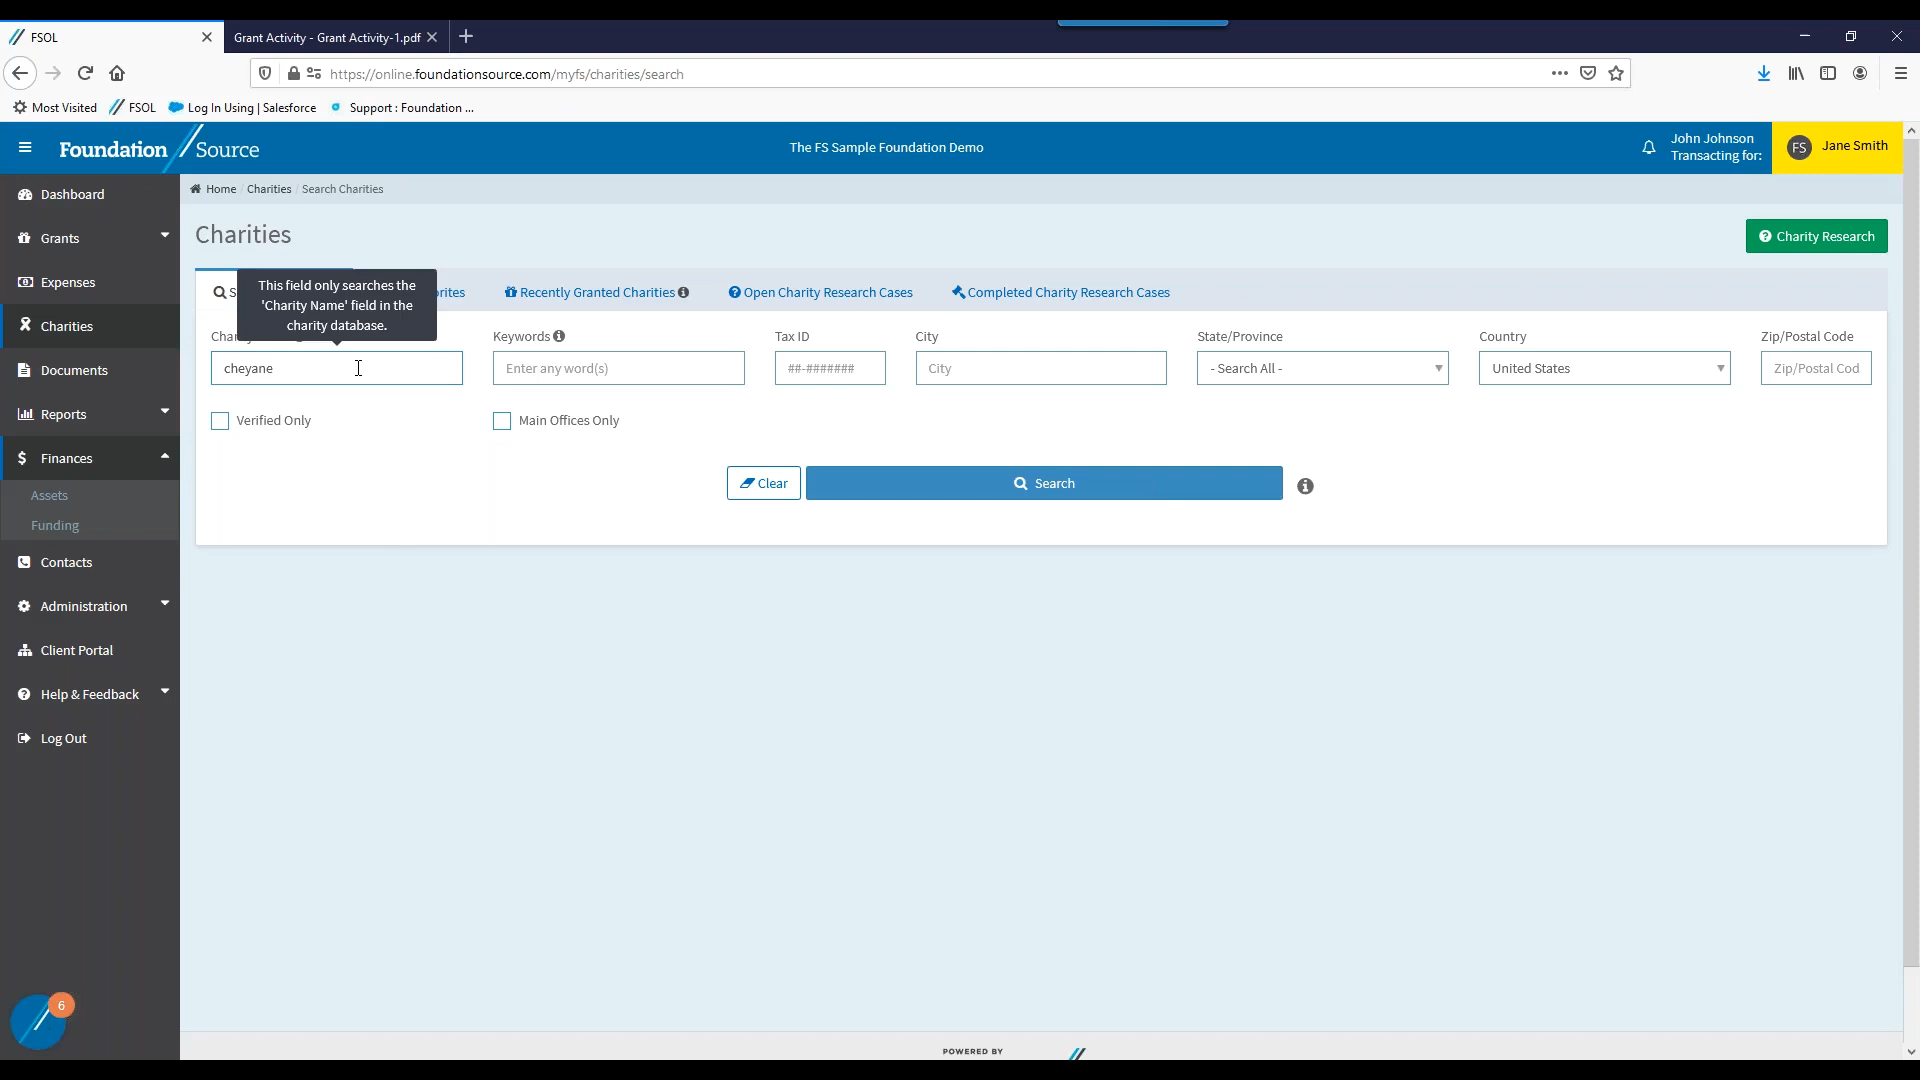 FSOL
Grant Activity - Grant Activity-1.pdf
https://online.foundationsource.com/myfs/charities/search
Most Visited
FSOL
Log In Using | Salesforce
Support : Foundation ...
Foundation Source
The FS Sample Foundation Demo
John Johnson
Transacting for:
FS
Jane Smith
Dashboard
Grants
Expenses
Charities
Documents
Reports
Finances
Assets
Funding
Contacts
Administration
Client Portal
Help & Feedback
Log Out
6
Home / Charities / Search Charities
Charities
Charity Research
This field only searches the
'Charity Name' field in the
charity database.
Recently Granted Charities
Open Charity Research Cases
Completed Charity Research Cases
Keywords
Tax ID
City
State/Province
Country
Zip/Postal Code
cheyane
Enter any word(s)
##-#######
City
- Search All -
United States
Zip/Postal Cod
Verified Only
Main Offices Only
Clear
Search
POWERED BY